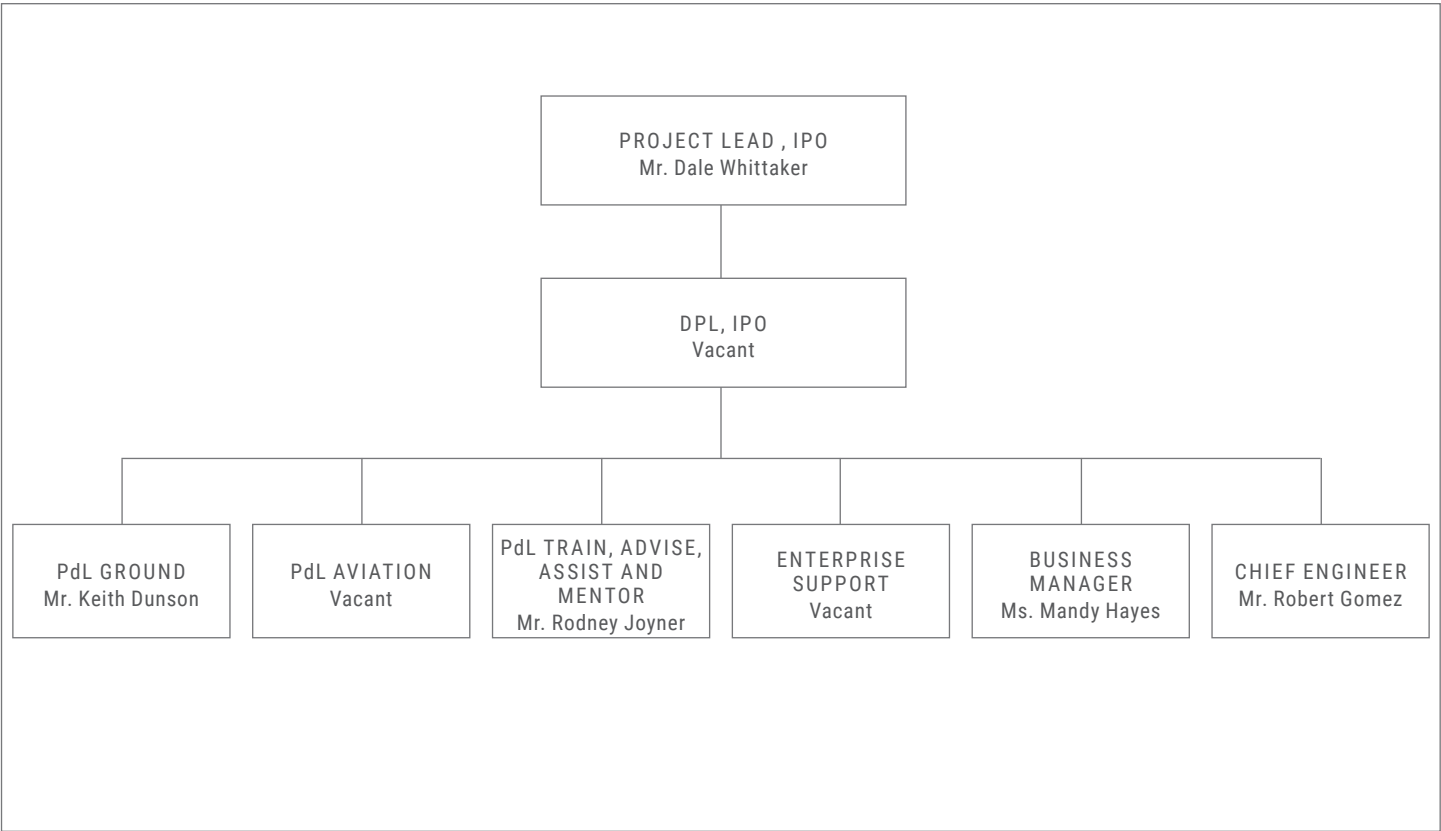 PROJECT LEAD , IPO
Mr. Dale Whittaker
DPL, IPO
Vacant
PdL GROUND
Mr. Keith Dunson
PdL AVIATION
Vacant
PdL TRAIN, ADVISE,
ASSIST AND
MENTOR
Mr. Rodney Joyner
ENTERPRISE
SUPPORT
Vacant
BUSINESS
MANAGER
Ms. Mandy Hayes
CHIEF ENGINEER
Mr. Robert Gomez